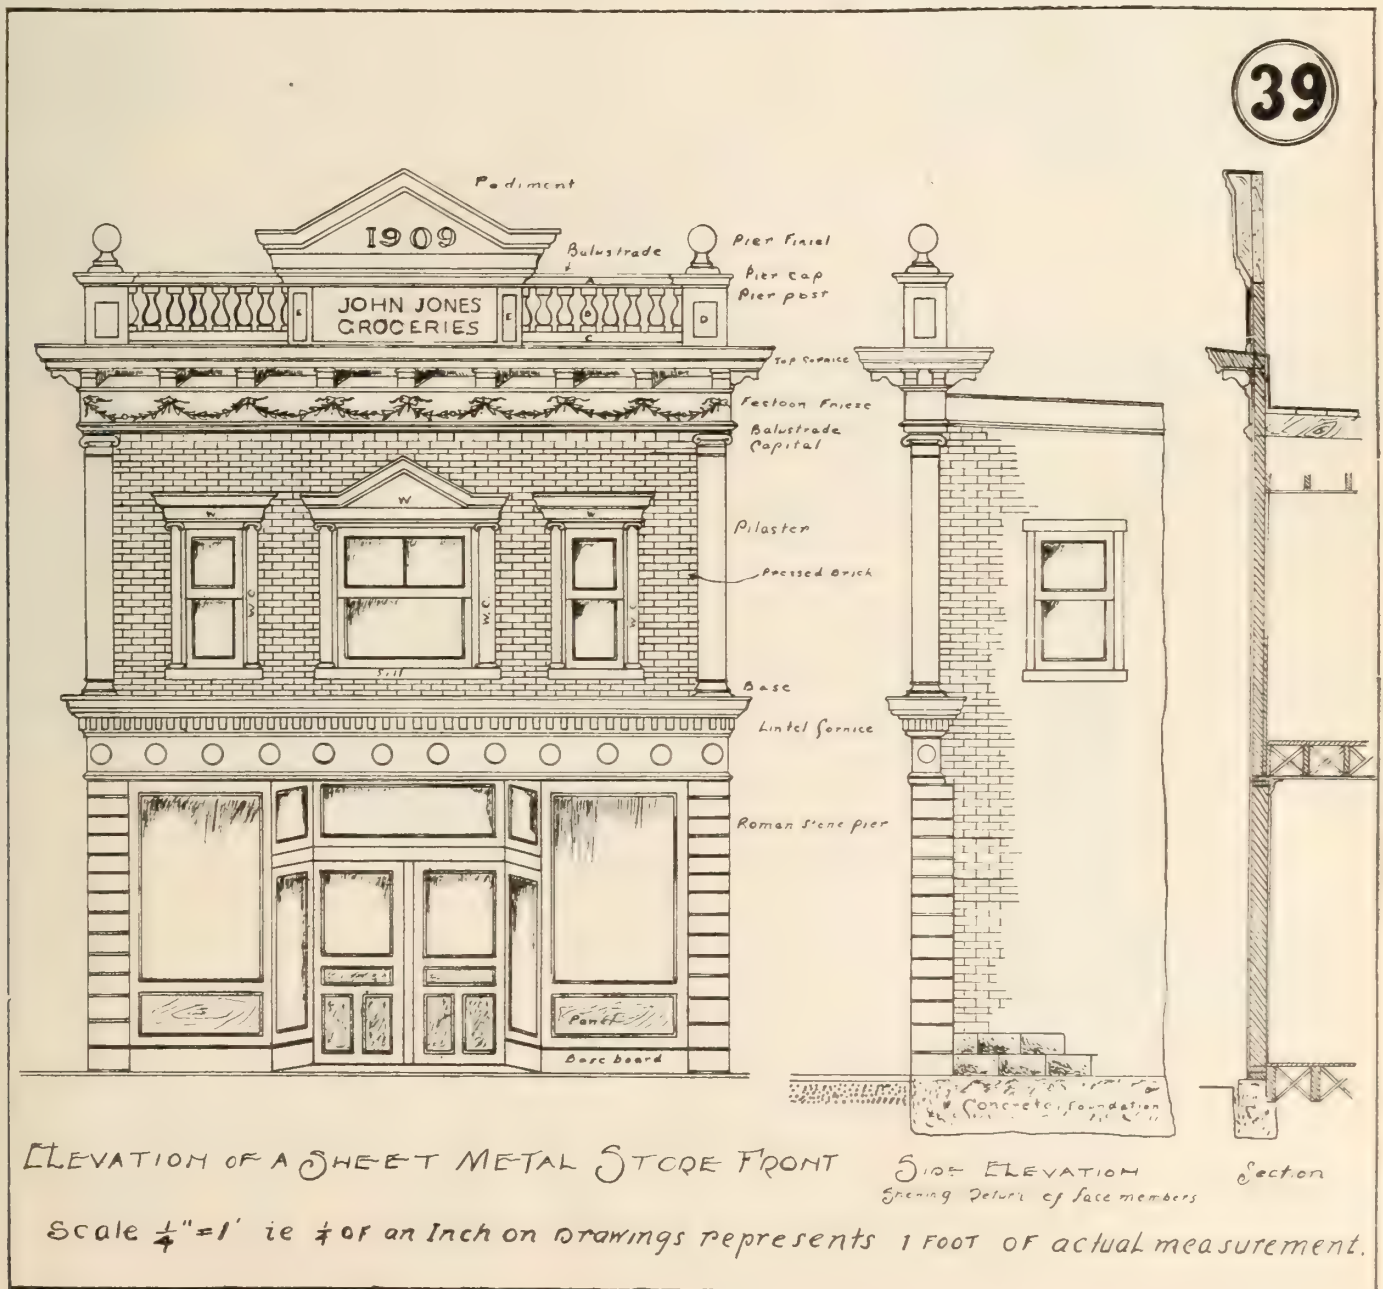 39
Pediment
1909
Balustrade
Pier Finial
Pier cap
Pier post
A
JOHN JONES
GROCERIES
E
E
B
D
C
Top Cornice
Festoon Frieze
Balustrade
Capital
W
W
W
Pilaster
Pressed Brick
W.C.
W.C.
W.C.
Sill
Base
Lintel Cornice
Roman Stone pier
Panel
Base board
Concrete foundation
ELEVATION OF A SHEET METAL STORE FRONT
SIDE ELEVATION
Showing Return of face members
Section
Scale 1/4"=1' ie 1/4 OF an Inch on Drawings represents 1 FOOT OF actual measurement.